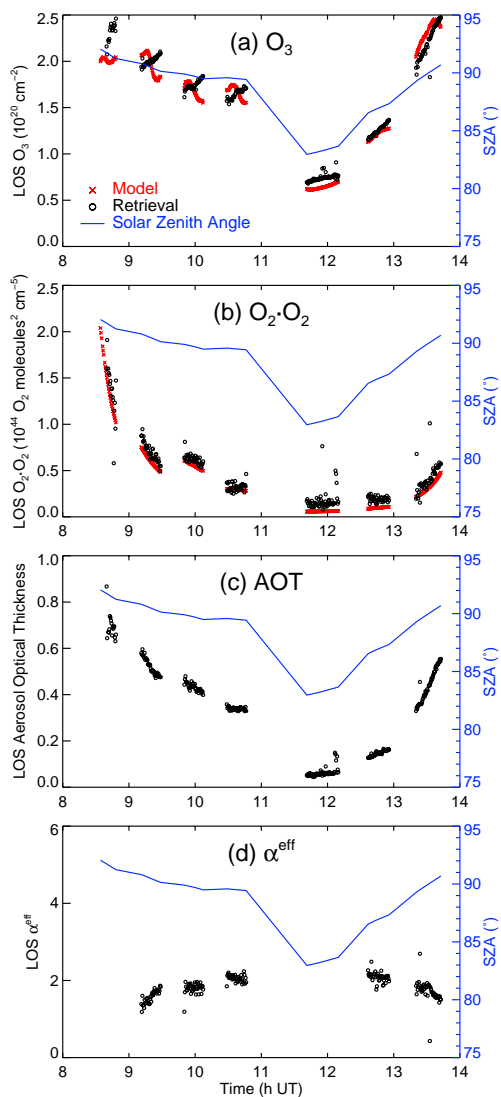 (a) O₃
2.5
2.0
1.5
1.0
0.5
0.0
LOS O₃ (10²⁰ cm⁻²)
× Model
o Retrieval
— Solar Zenith Angle
95
90
85
80
75
SZA (°)
8 9 10 11 12 13 14
(b) O₂·O₂
2.5
2.0
1.5
1.0
0.5
0.0
LOS O₂·O₂ (10⁴⁴ O₂ molecules² cm⁻⁵)
95
90
85
80
75
SZA (°)
8 9 10 11 12 13 14
(c) AOT
1.0
0.8
0.6
0.4
0.2
0.0
LOS Aerosol Optical Thickness
95
90
85
80
75
SZA (°)
8 9 10 11 12 13 14
(d) α^eff
6
4
2
0
LOS α^eff
95
90
85
80
75
SZA (°)
8 9 10 11 12 13 14
Time (h UT)